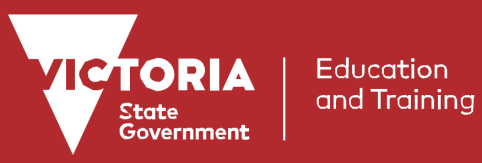 VICTORIA
State
Government
Education
and Training